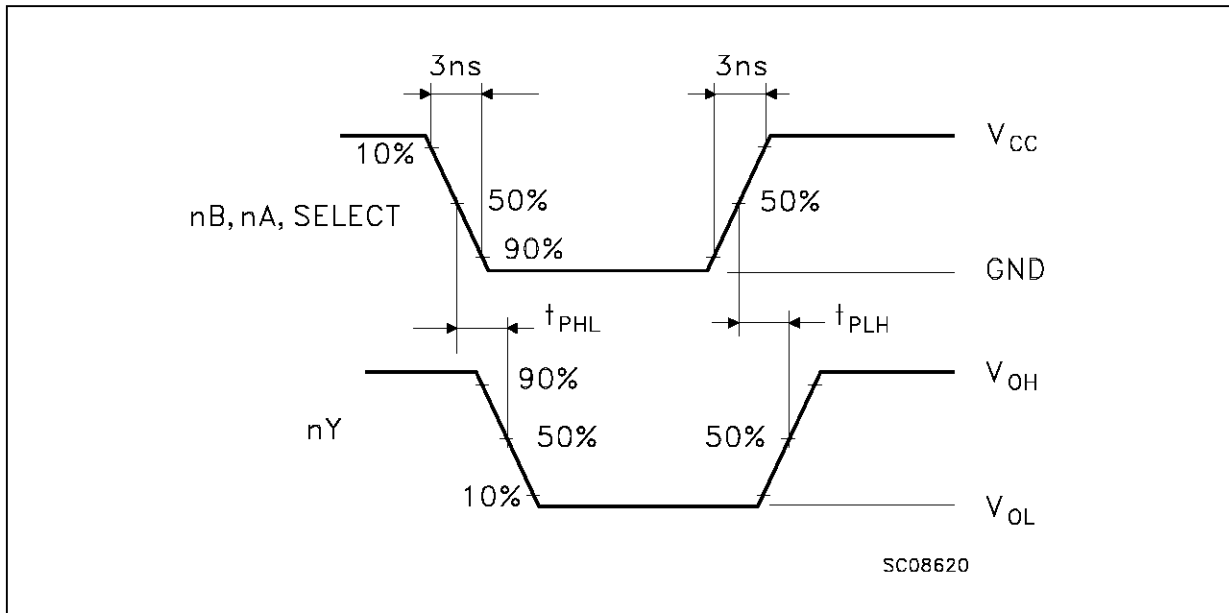 3ns 3ns
V_CC
10%
50% 50%
nB, nA, SELECT
90%
GND
t_PHL t_PLH
90% V_OH
nY 50% 50%
10%
V_OL
SC08620